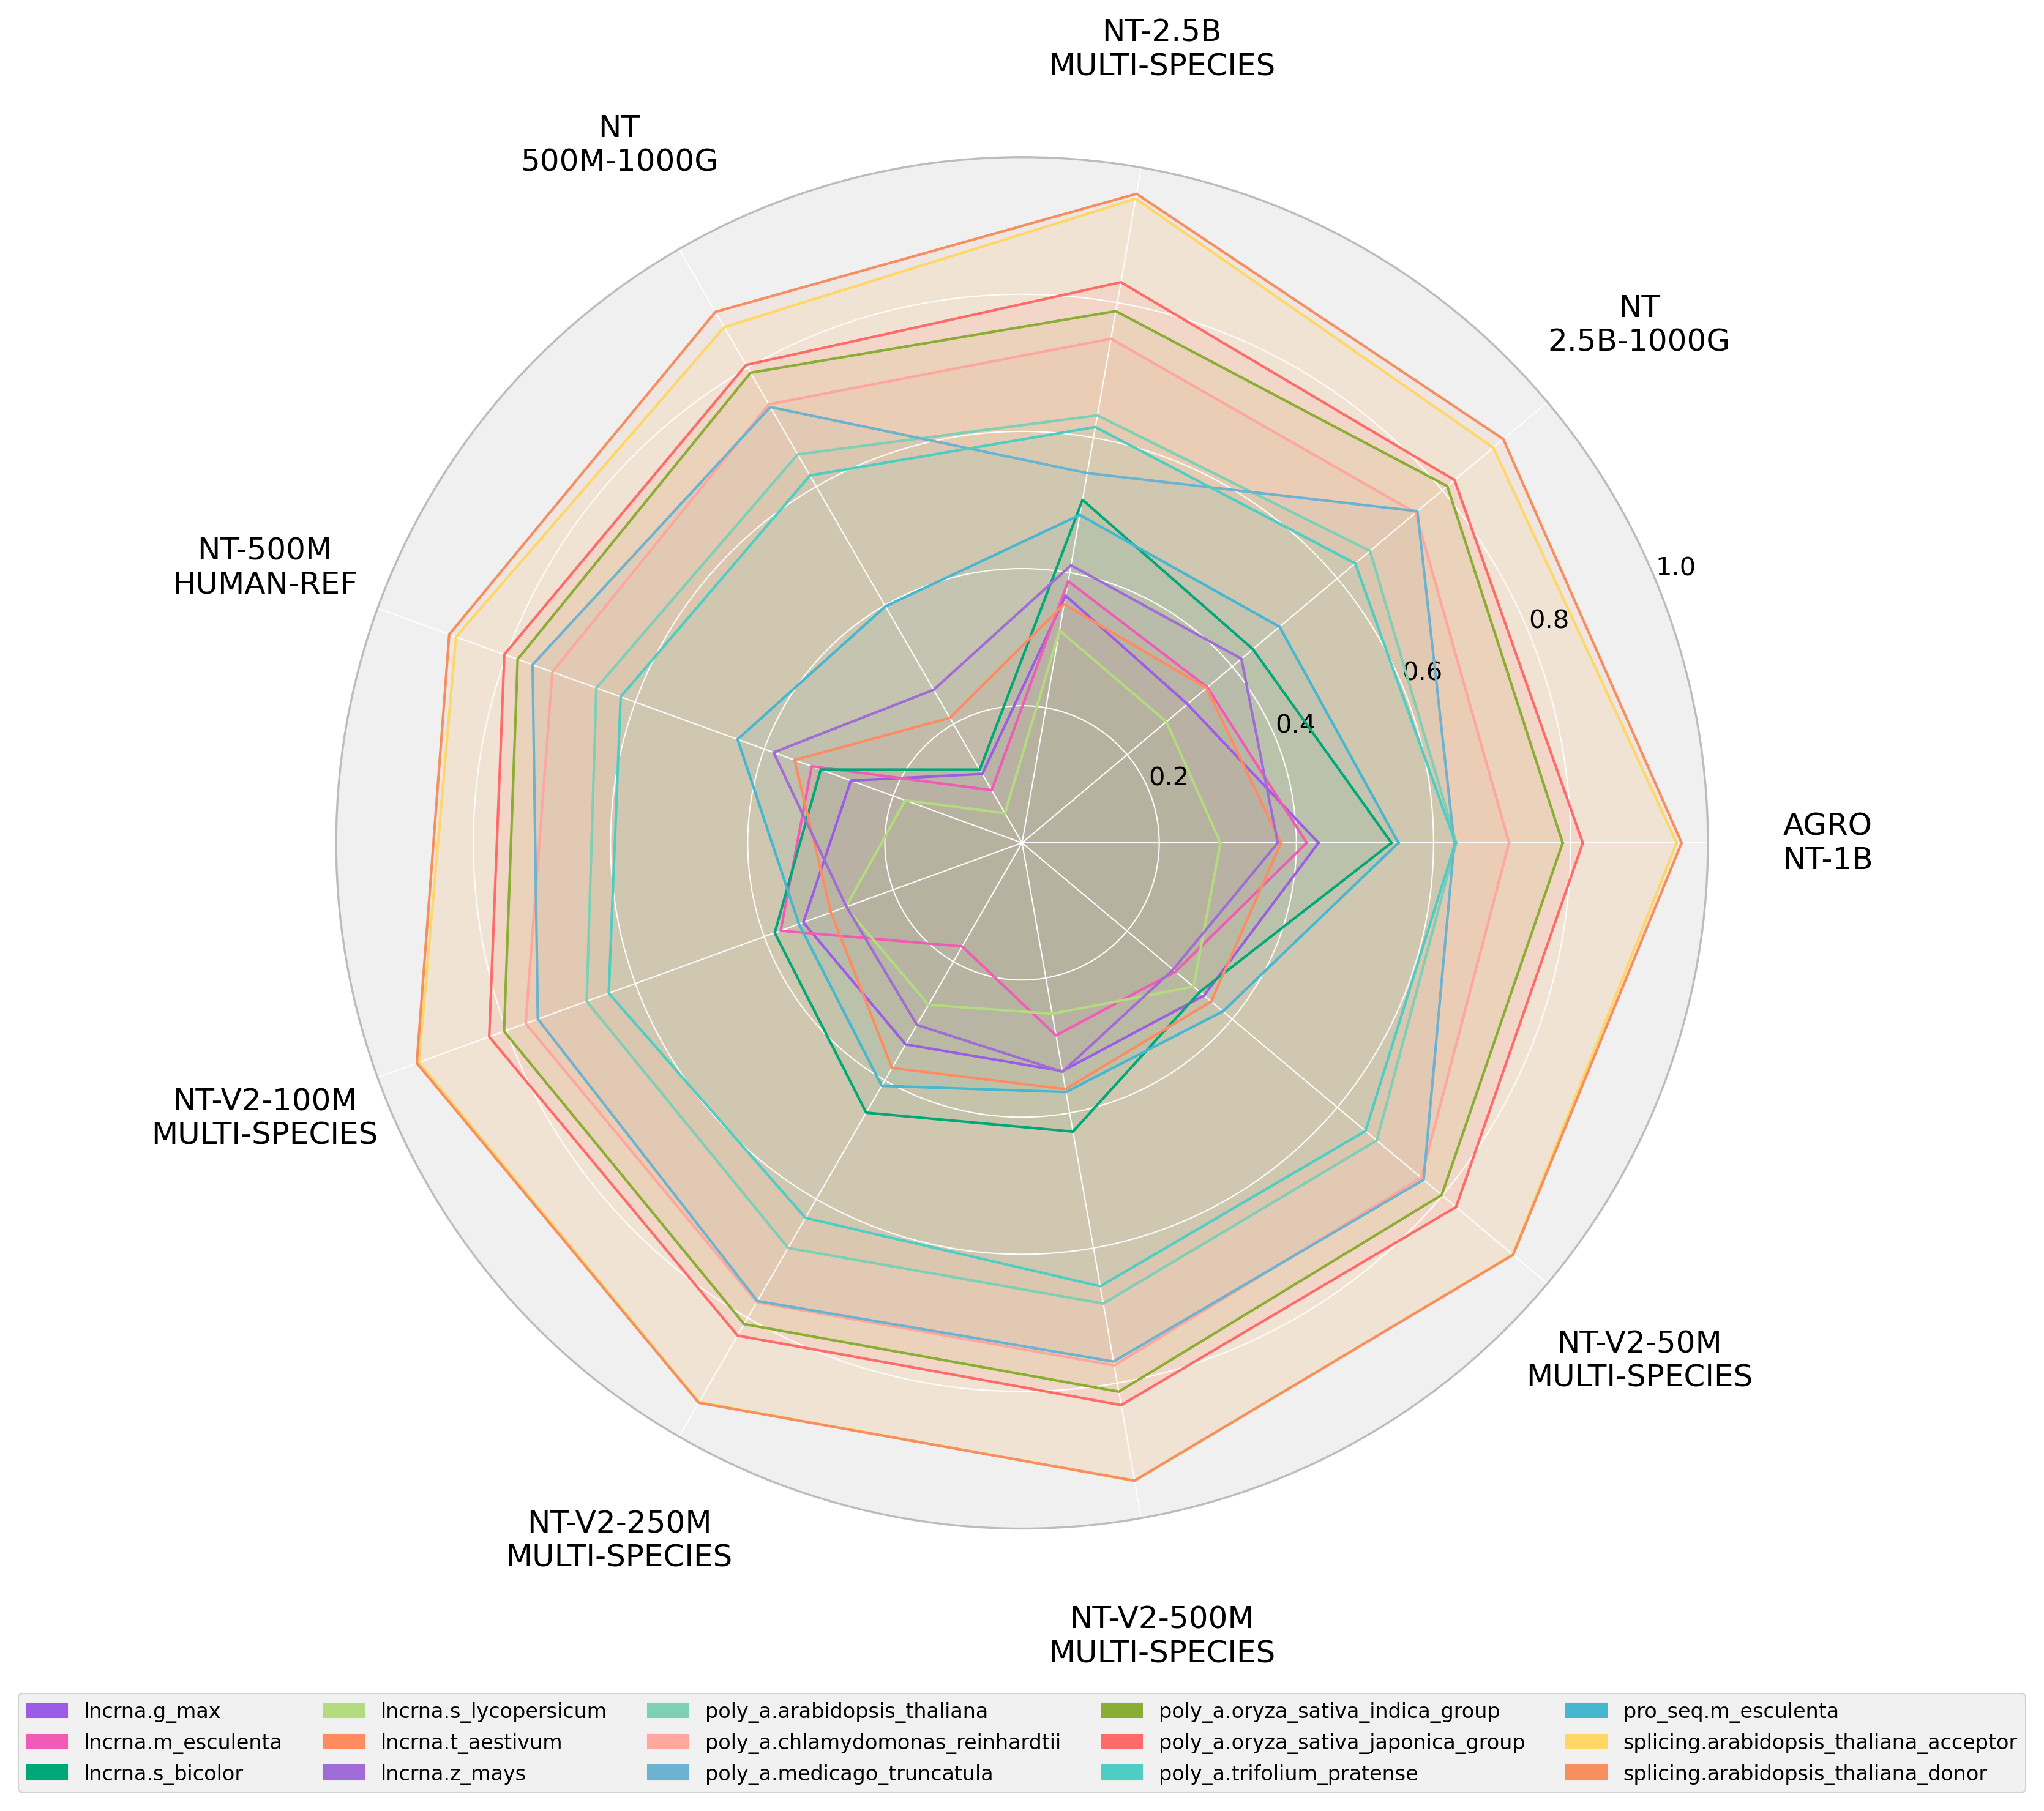 NT-2.5B
MULTI-SPECIES
NT
500M-1000G
NT
2.5B-1000G
NT-500M
HUMAN-REF
1.0
0.8
0.6
0.4
0.2
AGRO
NT-1B
NT-V2-100M
MULTI-SPECIES
NT-V2-50M
MULTI-SPECIES
NT-V2-250M
MULTI-SPECIES
NT-V2-500M
MULTI-SPECIES
lncrna.g_max
lncrna.m_esculenta
lncrna.s_bicolor
lncrna.s_lycopersicum
lncrna.t_aestivum
lncrna.z_mays
poly_a.arabidopsis_thaliana
poly_a.chlamydomonas_reinhardtii
poly_a.medicago_truncatula
poly_a.oryza_sativa_indica_group
poly_a.oryza_sativa_japonica_group
poly_a.trifolium_pratense
pro_seq.m_esculenta
splicing.arabidopsis_thaliana_acceptor
splicing.arabidopsis_thaliana_donor